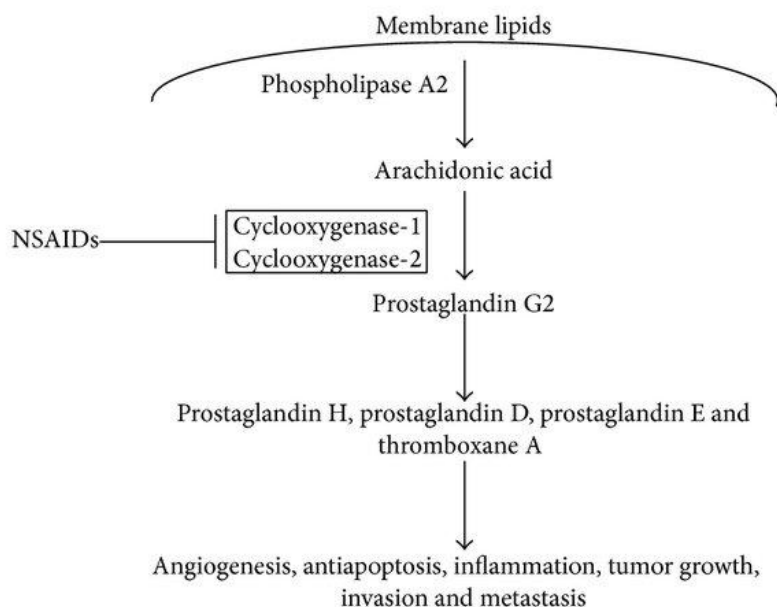 Membrane lipids
Phospholipase A2
Arachidonic acid
NSAIDs
Cyclooxygenase-1
Cyclooxygenase-2
Prostaglandin G2
Prostaglandin H, prostaglandin D, prostaglandin E and
thromboxane A
Angiogenesis, antiapoptosis, inflammation, tumor growth,
invasion and metastasis